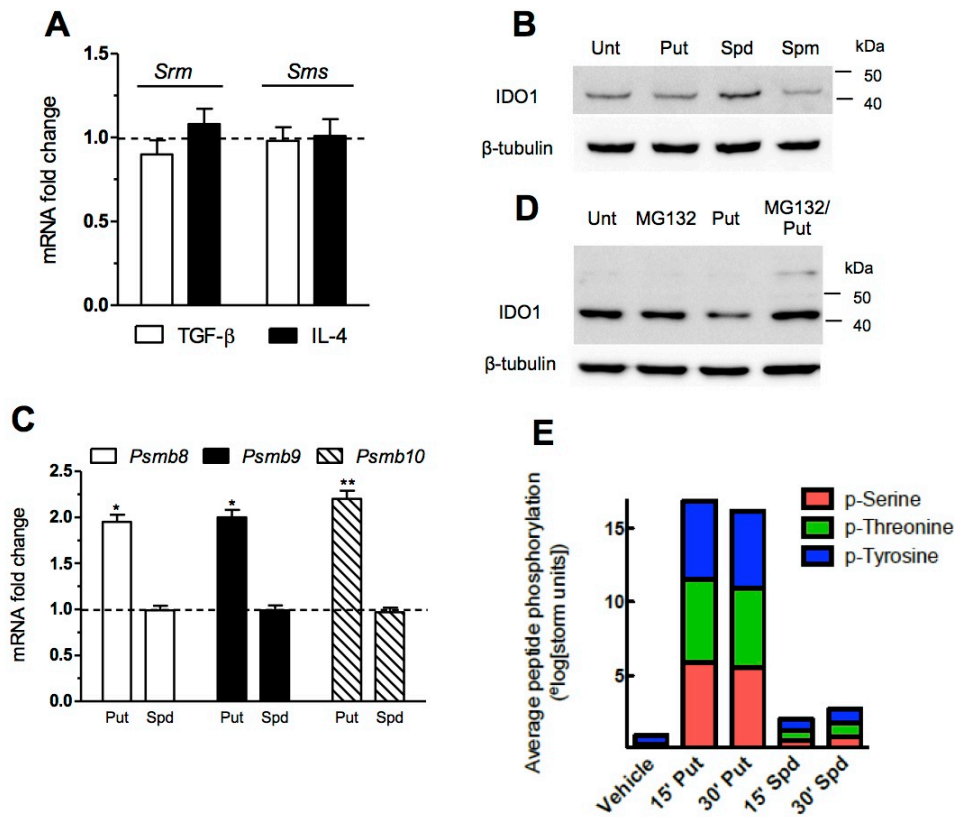 A
mRNA fold change
1.5
1.0
0.5
0.0
Srm
Sms
TGF-β
IL-4
B
Unt Put Spd Spm
kDa
IDO1
50
40
β-tubulin
D
Unt MG132 Put MG132/
Put
kDa
IDO1
50
40
β-tubulin
C
Psmb8 Psmb9 Psmb10
mRNA fold change
2.5
2.0
1.5
1.0
0.5
0.0
* * **
Put Spd Put Spd Put Spd
E
Average peptide phosphorylation
(ᵉlog[storm units])
15
10
5
p-Serine
p-Threonine
p-Tyrosine
Vehicle
15' Put
30' Put
15' Spd
30' Spd